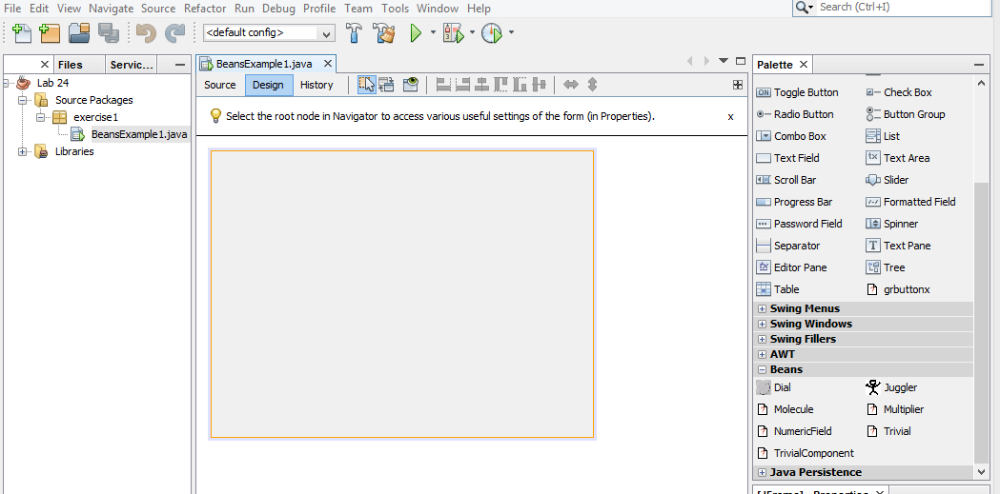 File Edit View Navigate Source Refactor Run Debug Profile Team Tools Window Help
Search (Ctrl+I)
<default config>
Files
Servic...
BeansExample1.java
Palette
Lab 24
Source Packages
exercise1
BeansExample1.java
Libraries
Source Design History
Select the root node in Navigator to access various useful settings of the form (in Properties). x
Toggle Button Check Box
Radio Button Button Group
Combo Box List
Text Field Text Area
Scroll Bar Slider
Progress Bar Formatted Field
Password Field Spinner
Separator Text Pane
Editor Pane Tree
Table grbuttonx
Swing Menus
Swing Windows
Swing Fillers
AWT
Beans
Dial Juggler
Molecule Multiplier
NumericField Trivial
TrivialComponent
Java Persistence
[JFrame] - Properties